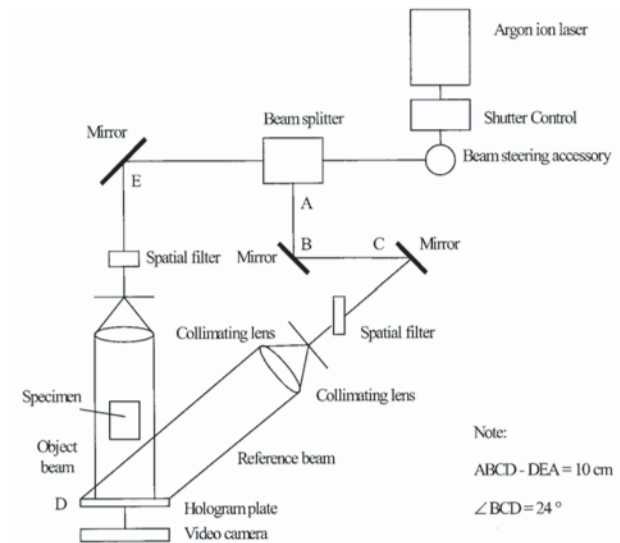 Argon ion laser
Shutter Control
Beam splitter
Beam steering accessory
Mirror
E
A
B
C
Mirror
Mirror
Spatial filter
Spatial filter
Collimating lens
Collimating lens
Specimen
Object
beam
Reference beam
D
Hologram plate
Video camera
Note:
ABCD - DEA = 10 cm
∠BCD = 24 °